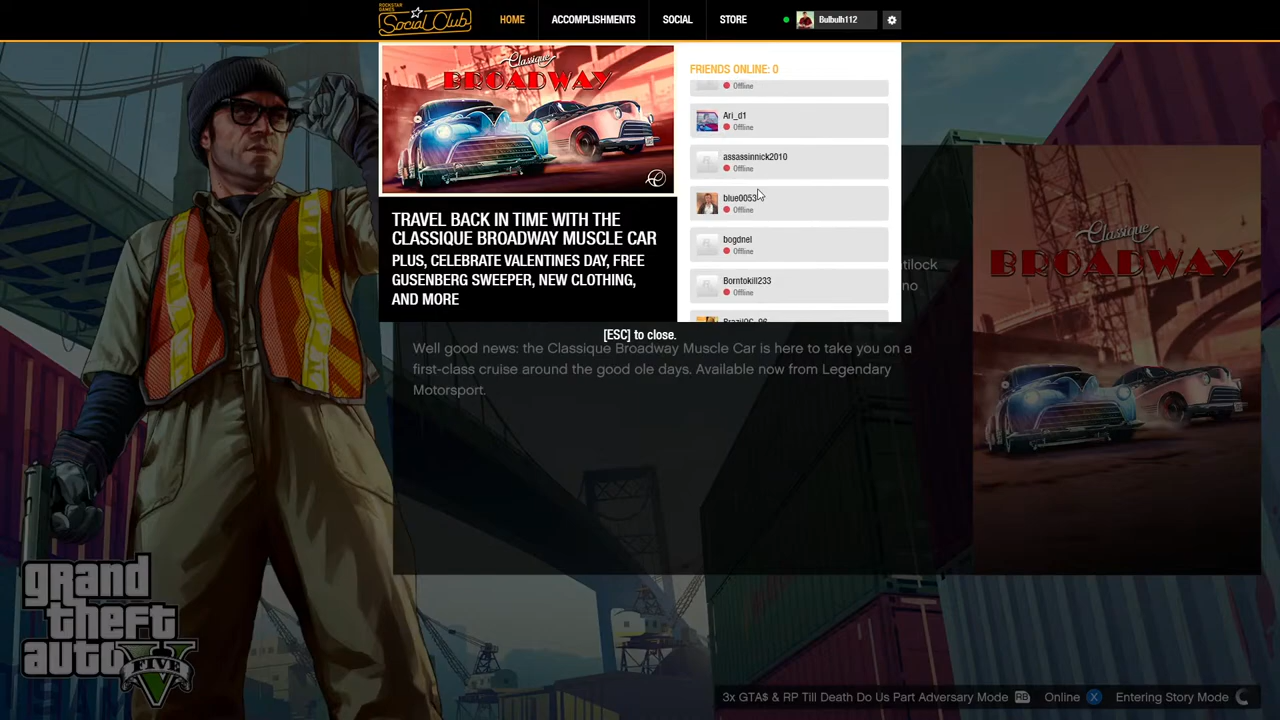 ROCKSTAR GAMES
Social Club
HOME ACCOMPLISHMENTS SOCIAL STORE Bulbulh112
Classique
BROADWAY
TRAVEL BACK IN TIME WITH THE
CLASSIQUE BROADWAY MUSCLE CAR
PLUS, CELEBRATE VALENTINES DAY, FREE
GUSENBERG SWEEPER, NEW CLOTHING,
AND MORE
FRIENDS ONLINE: 0
Offline
Ari_d1
Offline
assassinnick2010
Offline
blue0053
Offline
bogdnel
Offline
Borntokill233
Offline
[ESC] to close.
Well good news: the Classique Broadway Muscle Car is here to take you on a
first-class cruise around the good ole days. Available now from Legendary
Motorsport.
Classique
BROADWAY
grand
theft
auto
V
FIVE
3x GTA$ & RP Till Death Do Us Part Adversary Mode RB Online X Entering Story Mode